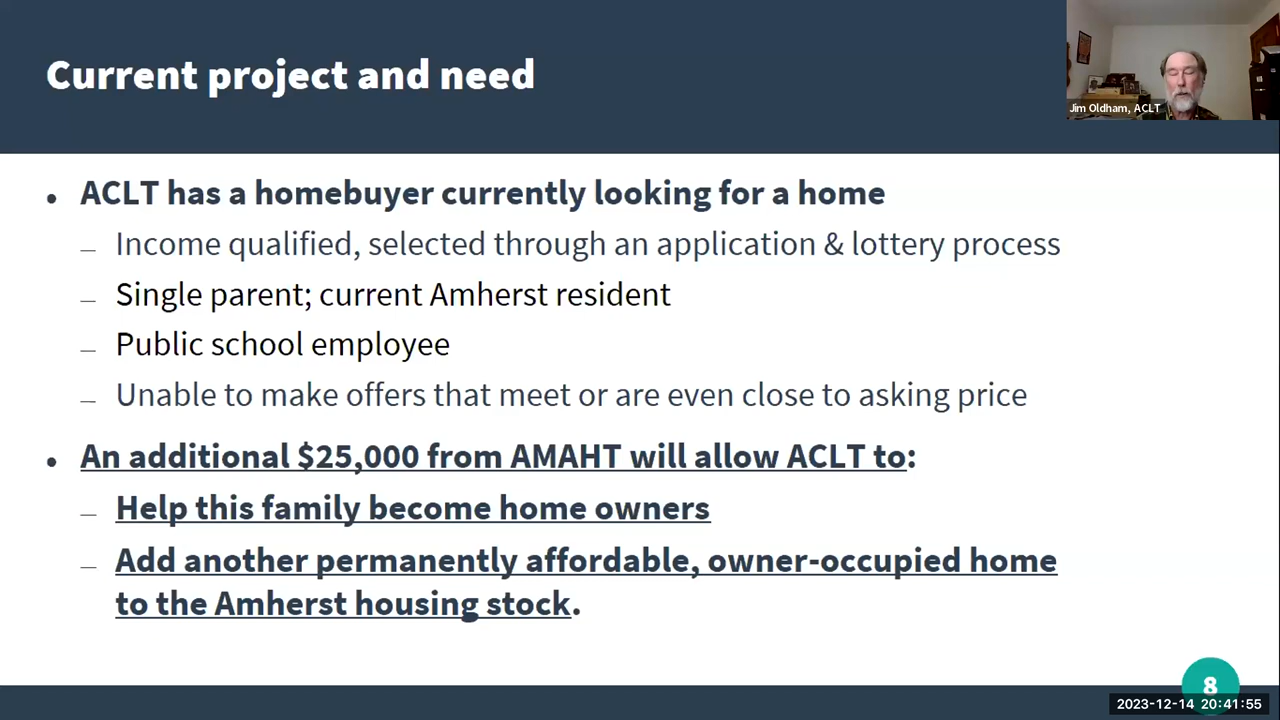 Current project and need
Jim Oldham, ACLT
• ACLT has a homebuyer currently looking for a home
– Income qualified, selected through an application & lottery process
– Single parent; current Amherst resident
– Public school employee
– Unable to make offers that meet or are even close to asking price
• An additional $25,000 from AMAHT will allow ACLT to:
– Help this family become home owners
– Add another permanently affordable, owner-occupied home
to the Amherst housing stock.
8
2023-12-14 20:41:55